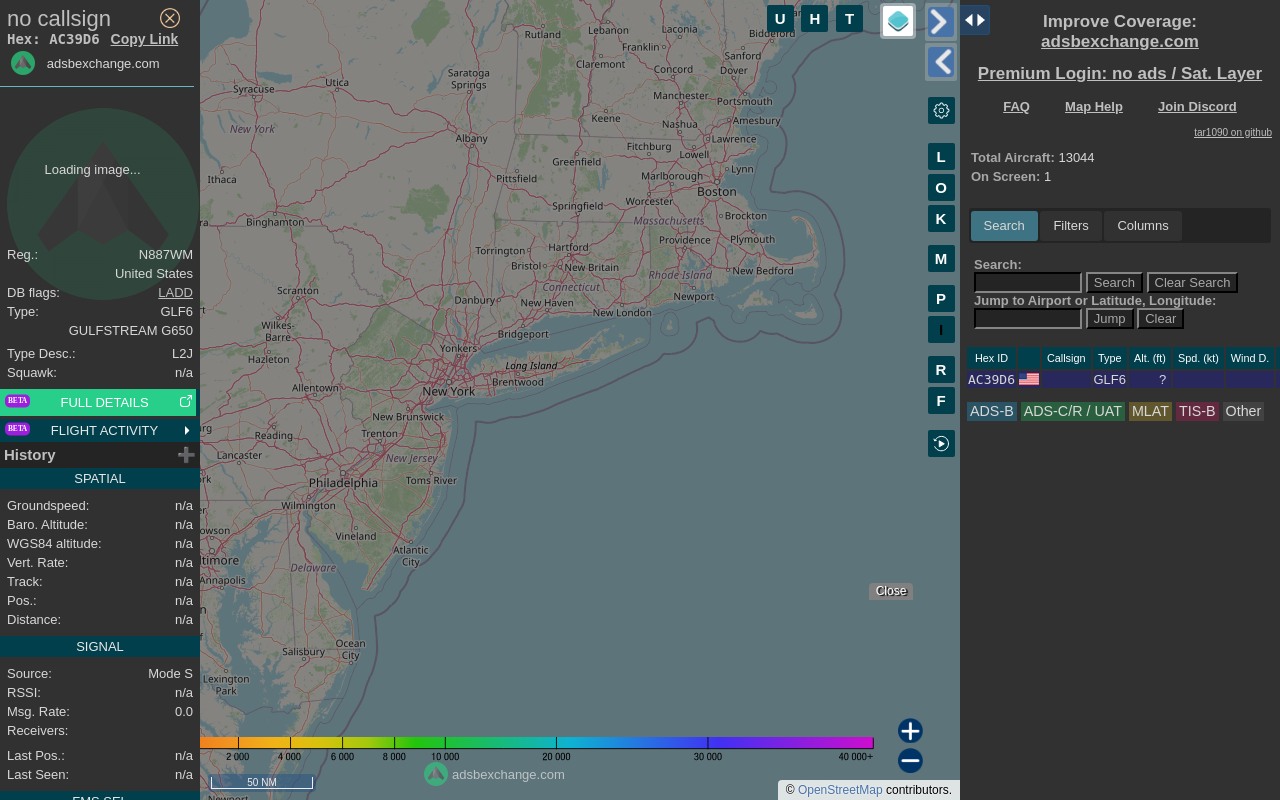 no callsign
Hex: AC39D6 Copy Link
adsbexchange.com
Loading image...
Reg.: N887WM
United States
DB flags: LADD
Type: GLF6
GULFSTREAM G650
Type Desc.: L2J
Squawk: n/a
BETA FULL DETAILS
BETA FLIGHT ACTIVITY
History
SPATIAL
Groundspeed: n/a
Baro. Altitude: n/a
WGS84 altitude: n/a
Vert. Rate: n/a
Track: n/a
Pos.: n/a
Distance: n/a
SIGNAL
Source: Mode S
RSSI: n/a
Msg. Rate: 0.0
Receivers:
Last Pos.: n/a
Last Seen: n/a
FMS SEL
U H T
L
O
K
M
P
I
R
F
Rutland
Lebanon
Laconia
Biddeford
Franklin
Sanford
Claremont
Concord
Dover
Utica
Saratoga
Springs
Syracuse
Manchester
Portsmouth
Keene
Amesbury
New York
Nashua
Albany
Lawrence
Fitchburg
Lowell
Greenfield
Lynn
Ithaca
Pittsfield
Marlborough
Boston
Worcester
Springfield
Binghamton
Massachusetts
Brockton
Torrington
Hartford
Providence
Plymouth
Bristol
New Britain
New Bedford
Rhode Island
Scranton
Connecticut
Danbury
New Haven
Newport
New London
Wilkes-
Barre
Bridgeport
Hazleton
Yonkers
Long Island
Brentwood
Allentown
New York
New Brunswick
Reading
Trenton
Lancaster
New Jersey
Philadelphia
Toms River
Wilmington
Vineland
Atlantic
City
Delaware
Annapolis
Ocean
City
Salisbury
Lexington
Park
Close
2 000 4 000 6 000 8 000 10 000 20 000 30 000 40 000+
adsbexchange.com
50 NM
Newport
© OpenStreetMap contributors.
Improve Coverage:
adsbexchange.com
Premium Login: no ads / Sat. Layer
FAQ Map Help Join Discord
tar1090 on github
Total Aircraft: 13044
On Screen: 1
Search Filters Columns
Search:
Search Clear Search
Jump to Airport or Latitude, Longitude:
Jump Clear
Hex ID Callsign Type Alt. (ft) Spd. (kt) Wind D.
AC39D6 GLF6 ?
ADS-B ADS-C/R / UAT MLAT TIS-B Other